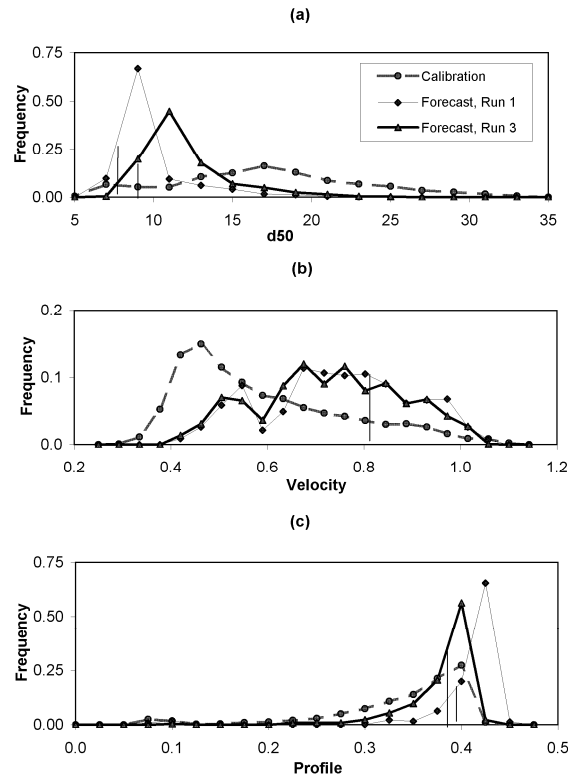 (a)
0.75
0.50
0.25
0.00
Frequency
Calibration
Forecast, Run 1
Forecast, Run 3
5 10 15 20 25 30 35
d50
(b)
0.2
0.1
0.0
Frequency
0.2 0.4 0.6 0.8 1.0 1.2
Velocity
(c)
0.75
0.50
0.25
0.00
Frequency
0.0 0.1 0.2 0.3 0.4 0.5
Profile